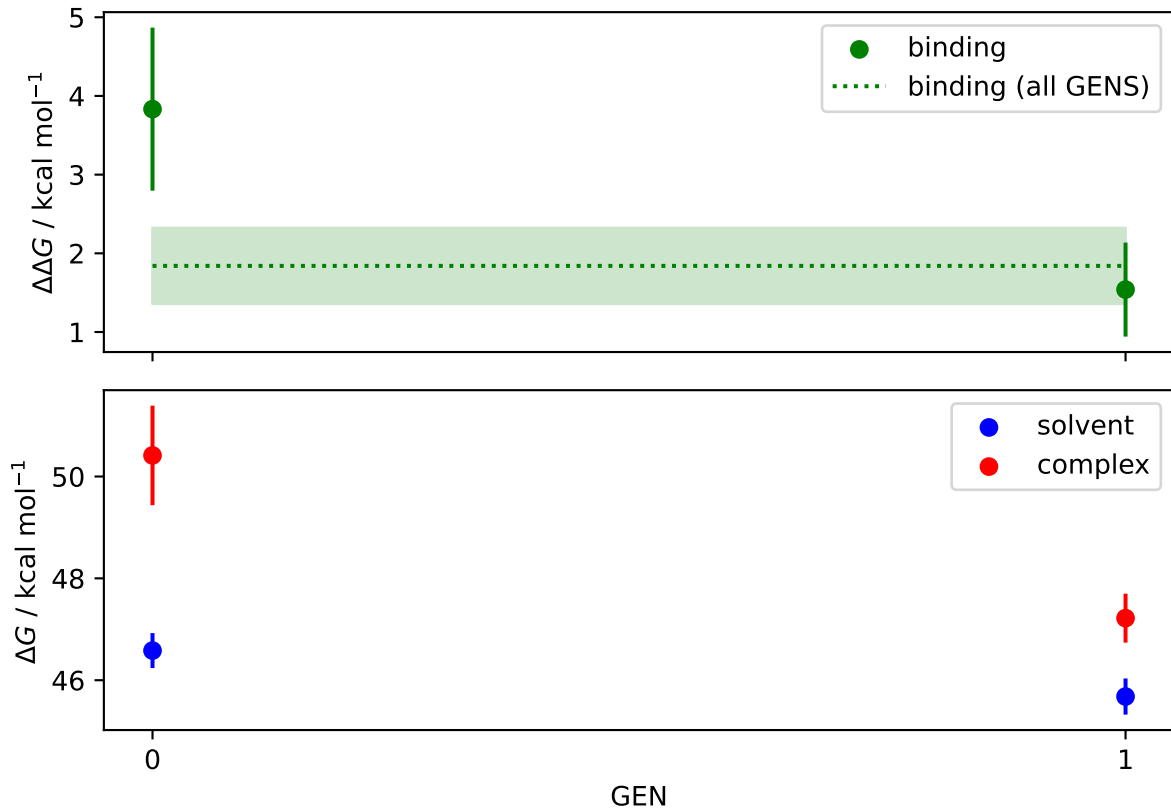 5
4
3
2
1
ΔΔG / kcal mol⁻¹
binding
binding (all GENS)
50
48
46
ΔG / kcal mol⁻¹
solvent
complex
0
1
GEN